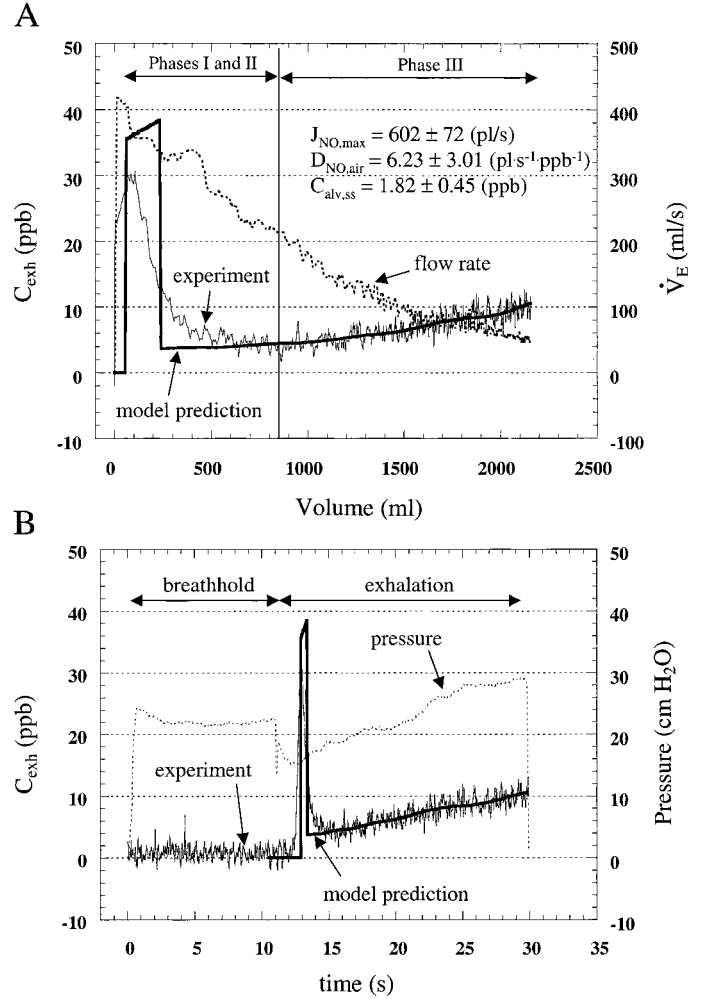 A
50
40
30
20
10
0
-10
C_exh (ppb)
500
400
300
200
100
0
-100
V̇_E (ml/s)
Phases I and II
Phase III
J_NO,max = 602 ± 72 (pl/s)
D_NO,air = 6.23 ± 3.01 (pl·s⁻¹·ppb⁻¹)
C_alv,ss = 1.82 ± 0.45 (ppb)
experiment
flow rate
model prediction
0 500 1000 1500 2000 2500
Volume (ml)
B
50
40
30
20
10
0
-10
C_exh (ppb)
50
40
30
20
10
0
-10
Pressure (cm H₂O)
breathhold
exhalation
pressure
experiment
model prediction
0 5 10 15 20 25 30 35
time (s)